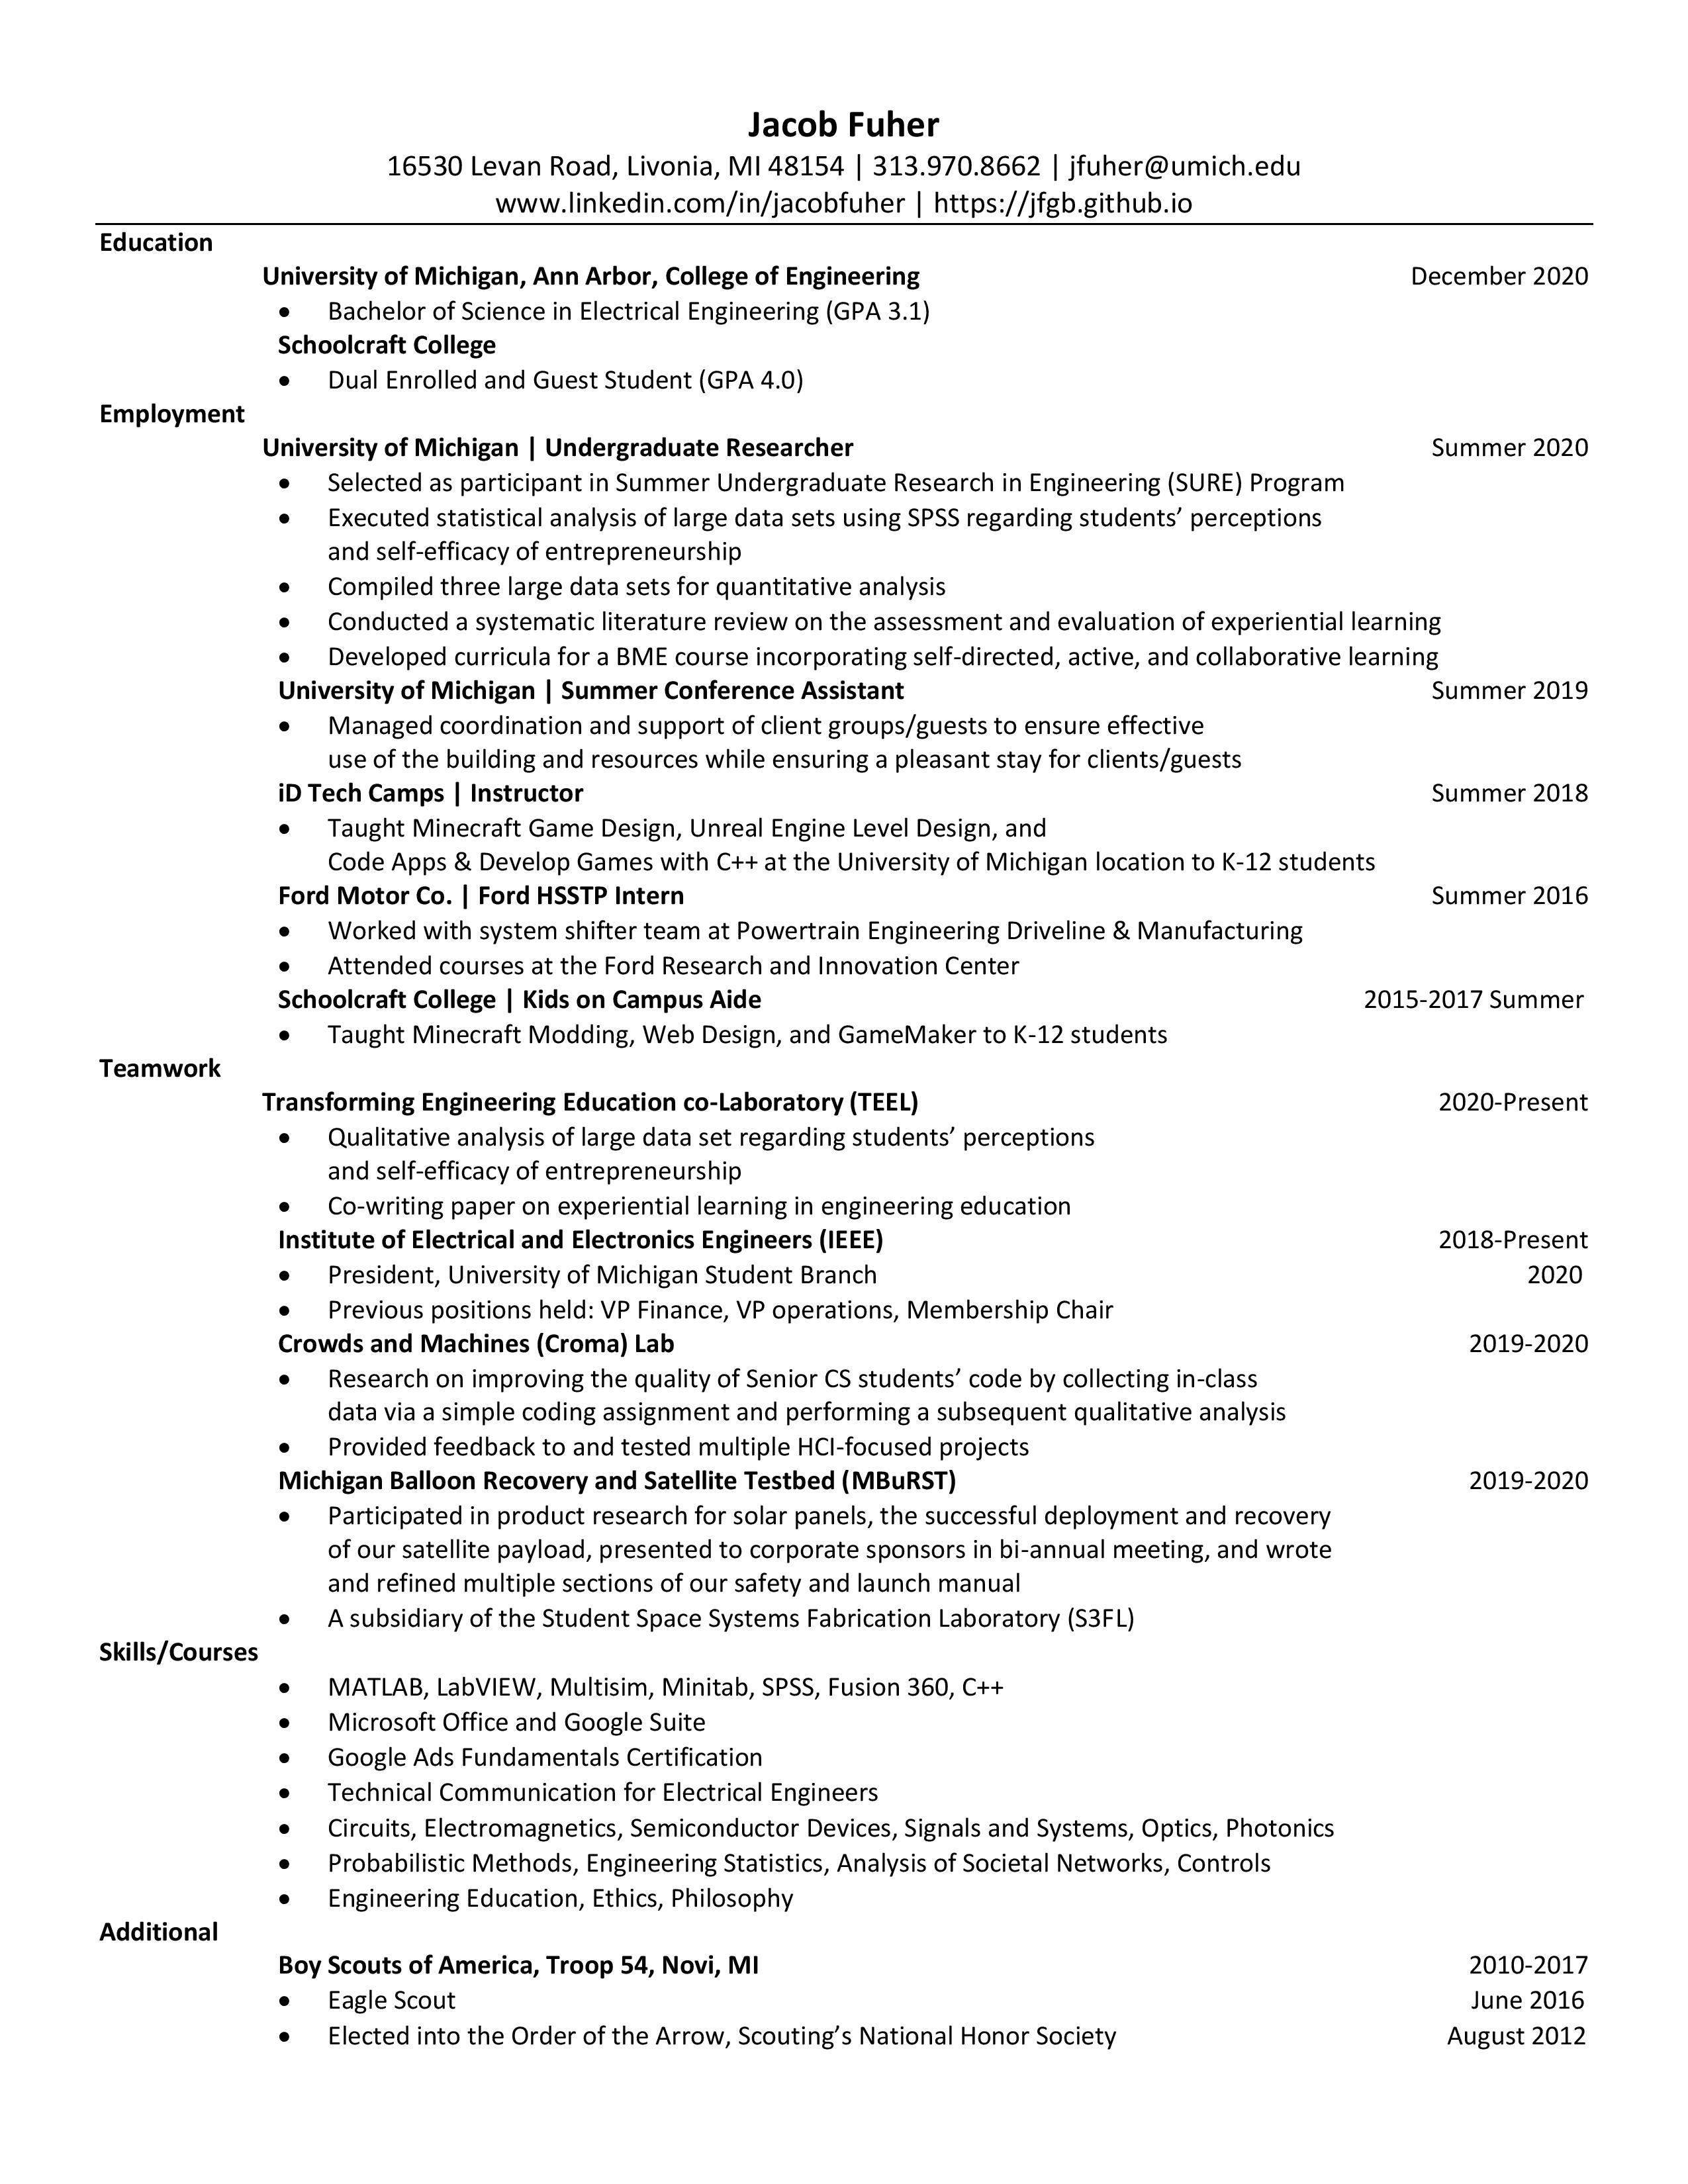 Jacob Fuher
16530 Levan Road, Livonia, MI 48154 | 313.970.8662 | jfuher@umich.edu
www.linkedin.com/in/jacobfuher | https://jfgb.github.io
Education
University of Michigan, Ann Arbor, College of Engineering December 2020
• Bachelor of Science in Electrical Engineering (GPA 3.1)
Schoolcraft College
• Dual Enrolled and Guest Student (GPA 4.0)
Employment
University of Michigan | Undergraduate Researcher Summer 2020
• Selected as participant in Summer Undergraduate Research in Engineering (SURE) Program
• Executed statistical analysis of large data sets using SPSS regarding students’ perceptions
and self-efficacy of entrepreneurship
• Compiled three large data sets for quantitative analysis
• Conducted a systematic literature review on the assessment and evaluation of experiential learning
• Developed curricula for a BME course incorporating self-directed, active, and collaborative learning
University of Michigan | Summer Conference Assistant Summer 2019
• Managed coordination and support of client groups/guests to ensure effective
use of the building and resources while ensuring a pleasant stay for clients/guests
iD Tech Camps | Instructor Summer 2018
• Taught Minecraft Game Design, Unreal Engine Level Design, and
Code Apps & Develop Games with C++ at the University of Michigan location to K-12 students
Ford Motor Co. | Ford HSSTP Intern Summer 2016
• Worked with system shifter team at Powertrain Engineering Driveline & Manufacturing
• Attended courses at the Ford Research and Innovation Center
Schoolcraft College | Kids on Campus Aide 2015-2017 Summer
• Taught Minecraft Modding, Web Design, and GameMaker to K-12 students
Teamwork
Transforming Engineering Education co-Laboratory (TEEL) 2020-Present
• Qualitative analysis of large data set regarding students’ perceptions
and self-efficacy of entrepreneurship
• Co-writing paper on experiential learning in engineering education
Institute of Electrical and Electronics Engineers (IEEE) 2018-Present
• President, University of Michigan Student Branch 2020
• Previous positions held: VP Finance, VP operations, Membership Chair
Crowds and Machines (Croma) Lab 2019-2020
• Research on improving the quality of Senior CS students’ code by collecting in-class
data via a simple coding assignment and performing a subsequent qualitative analysis
• Provided feedback to and tested multiple HCI-focused projects
Michigan Balloon Recovery and Satellite Testbed (MBuRST) 2019-2020
• Participated in product research for solar panels, the successful deployment and recovery
of our satellite payload, presented to corporate sponsors in bi-annual meeting, and wrote
and refined multiple sections of our safety and launch manual
• A subsidiary of the Student Space Systems Fabrication Laboratory (S3FL)
Skills/Courses
• MATLAB, LabVIEW, Multisim, Minitab, SPSS, Fusion 360, C++
• Microsoft Office and Google Suite
• Google Ads Fundamentals Certification
• Technical Communication for Electrical Engineers
• Circuits, Electromagnetics, Semiconductor Devices, Signals and Systems, Optics, Photonics
• Probabilistic Methods, Engineering Statistics, Analysis of Societal Networks, Controls
• Engineering Education, Ethics, Philosophy
Additional
Boy Scouts of America, Troop 54, Novi, MI 2010-2017
• Eagle Scout June 2016
• Elected into the Order of the Arrow, Scouting’s National Honor Society August 2012